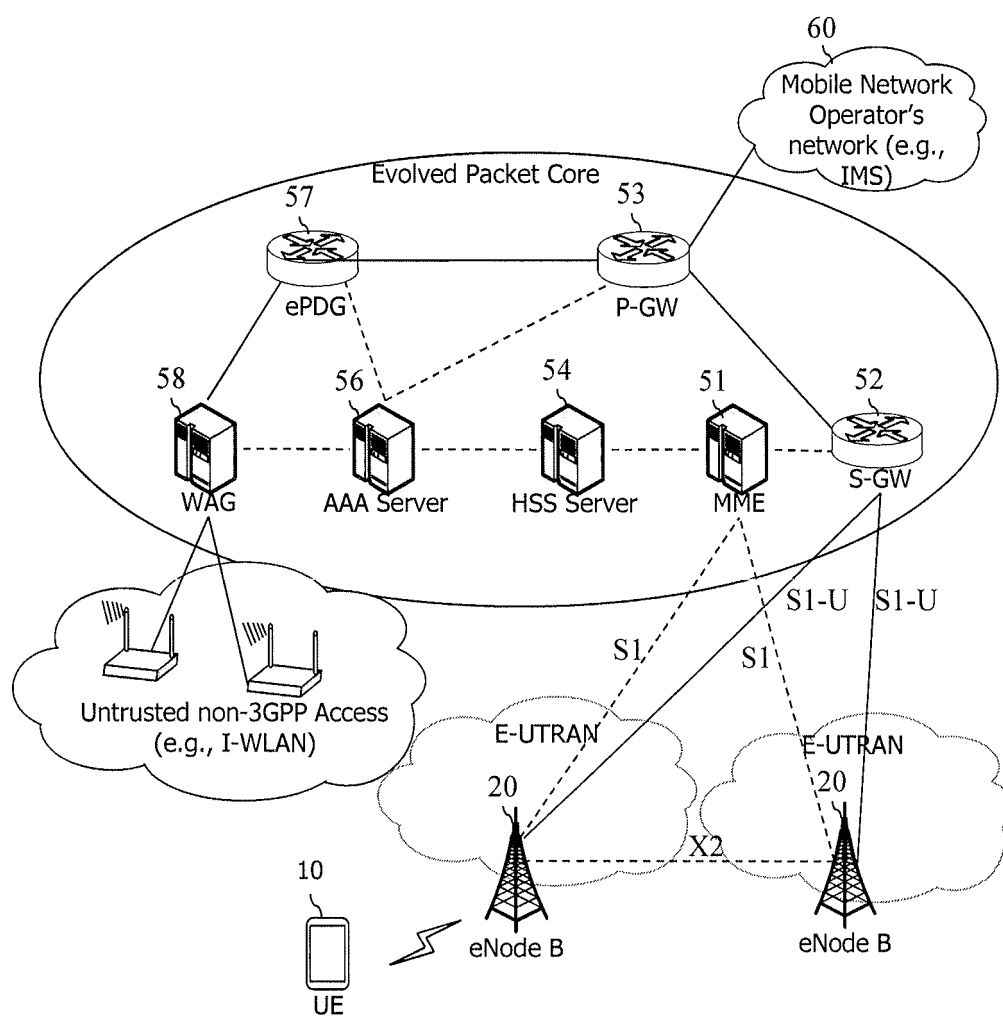 60
Mobile Network
Operator's
network (e.g.,
IMS)
Evolved Packet Core
57
53
ePDG
P-GW
58
56
54
51
52
WAG
AAA Server
HSS Server
MME
S-GW
S1-U
S1-U
S1
S1
Untrusted non-3GPP Access
(e.g., I-WLAN)
E-UTRAN
E-UTRAN
20
20
X2
10
eNode B
eNode B
UE